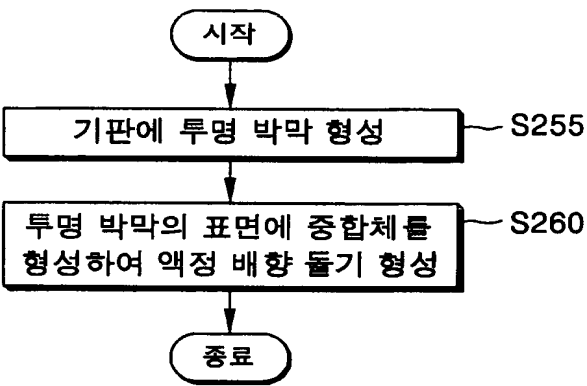 시작
기판에 투명 박막 형성
S255
투명 박막의 표면에 중합체를
형성하여 액정 배향 돌기 형성
S260
종료